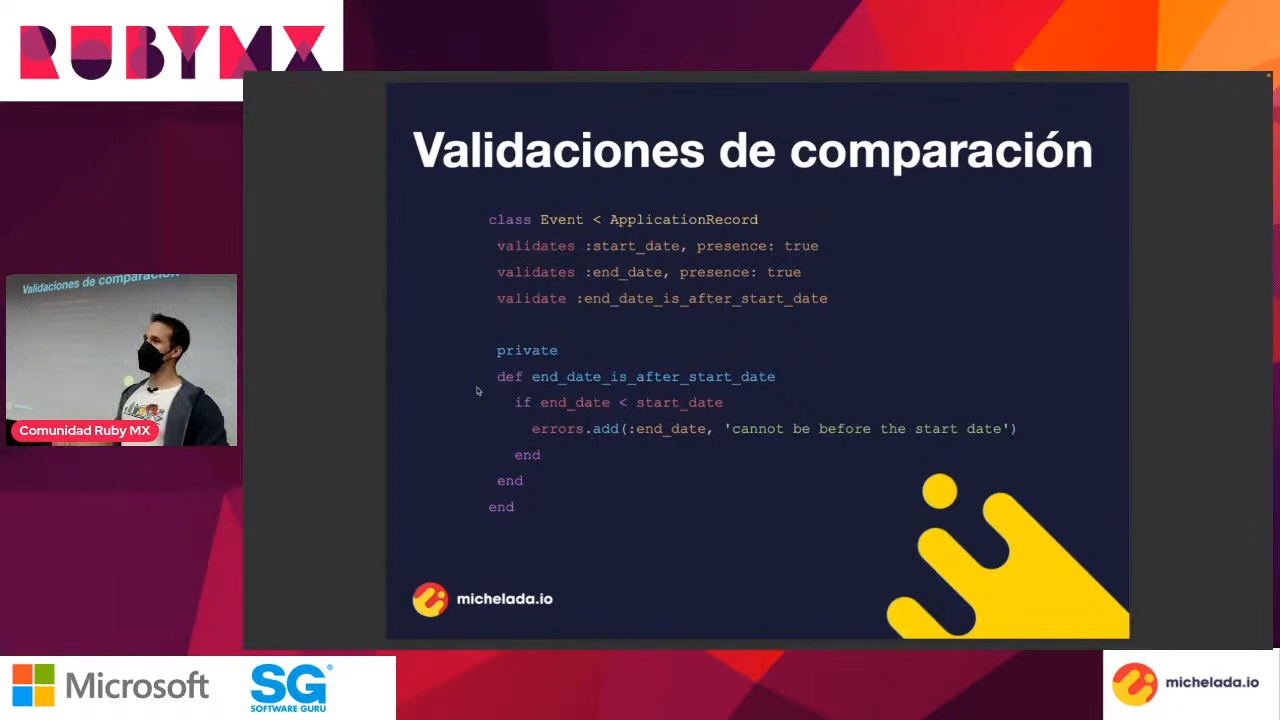 RUBYMX
Validaciones de comparación
class Event < ApplicationRecord
validates :start_date, presence: true
validates :end_date, presence: true
validate :end_date_is_after_start_date
private
def end_date_is_after_start_date
if end_date < start_date
errors.add(:end_date, 'cannot be before the start date')
end
end
end
michelada.io
Validaciones de comparación
Comunidad Ruby MX
Microsoft
SG
SOFTWARE GURU
michelada.io